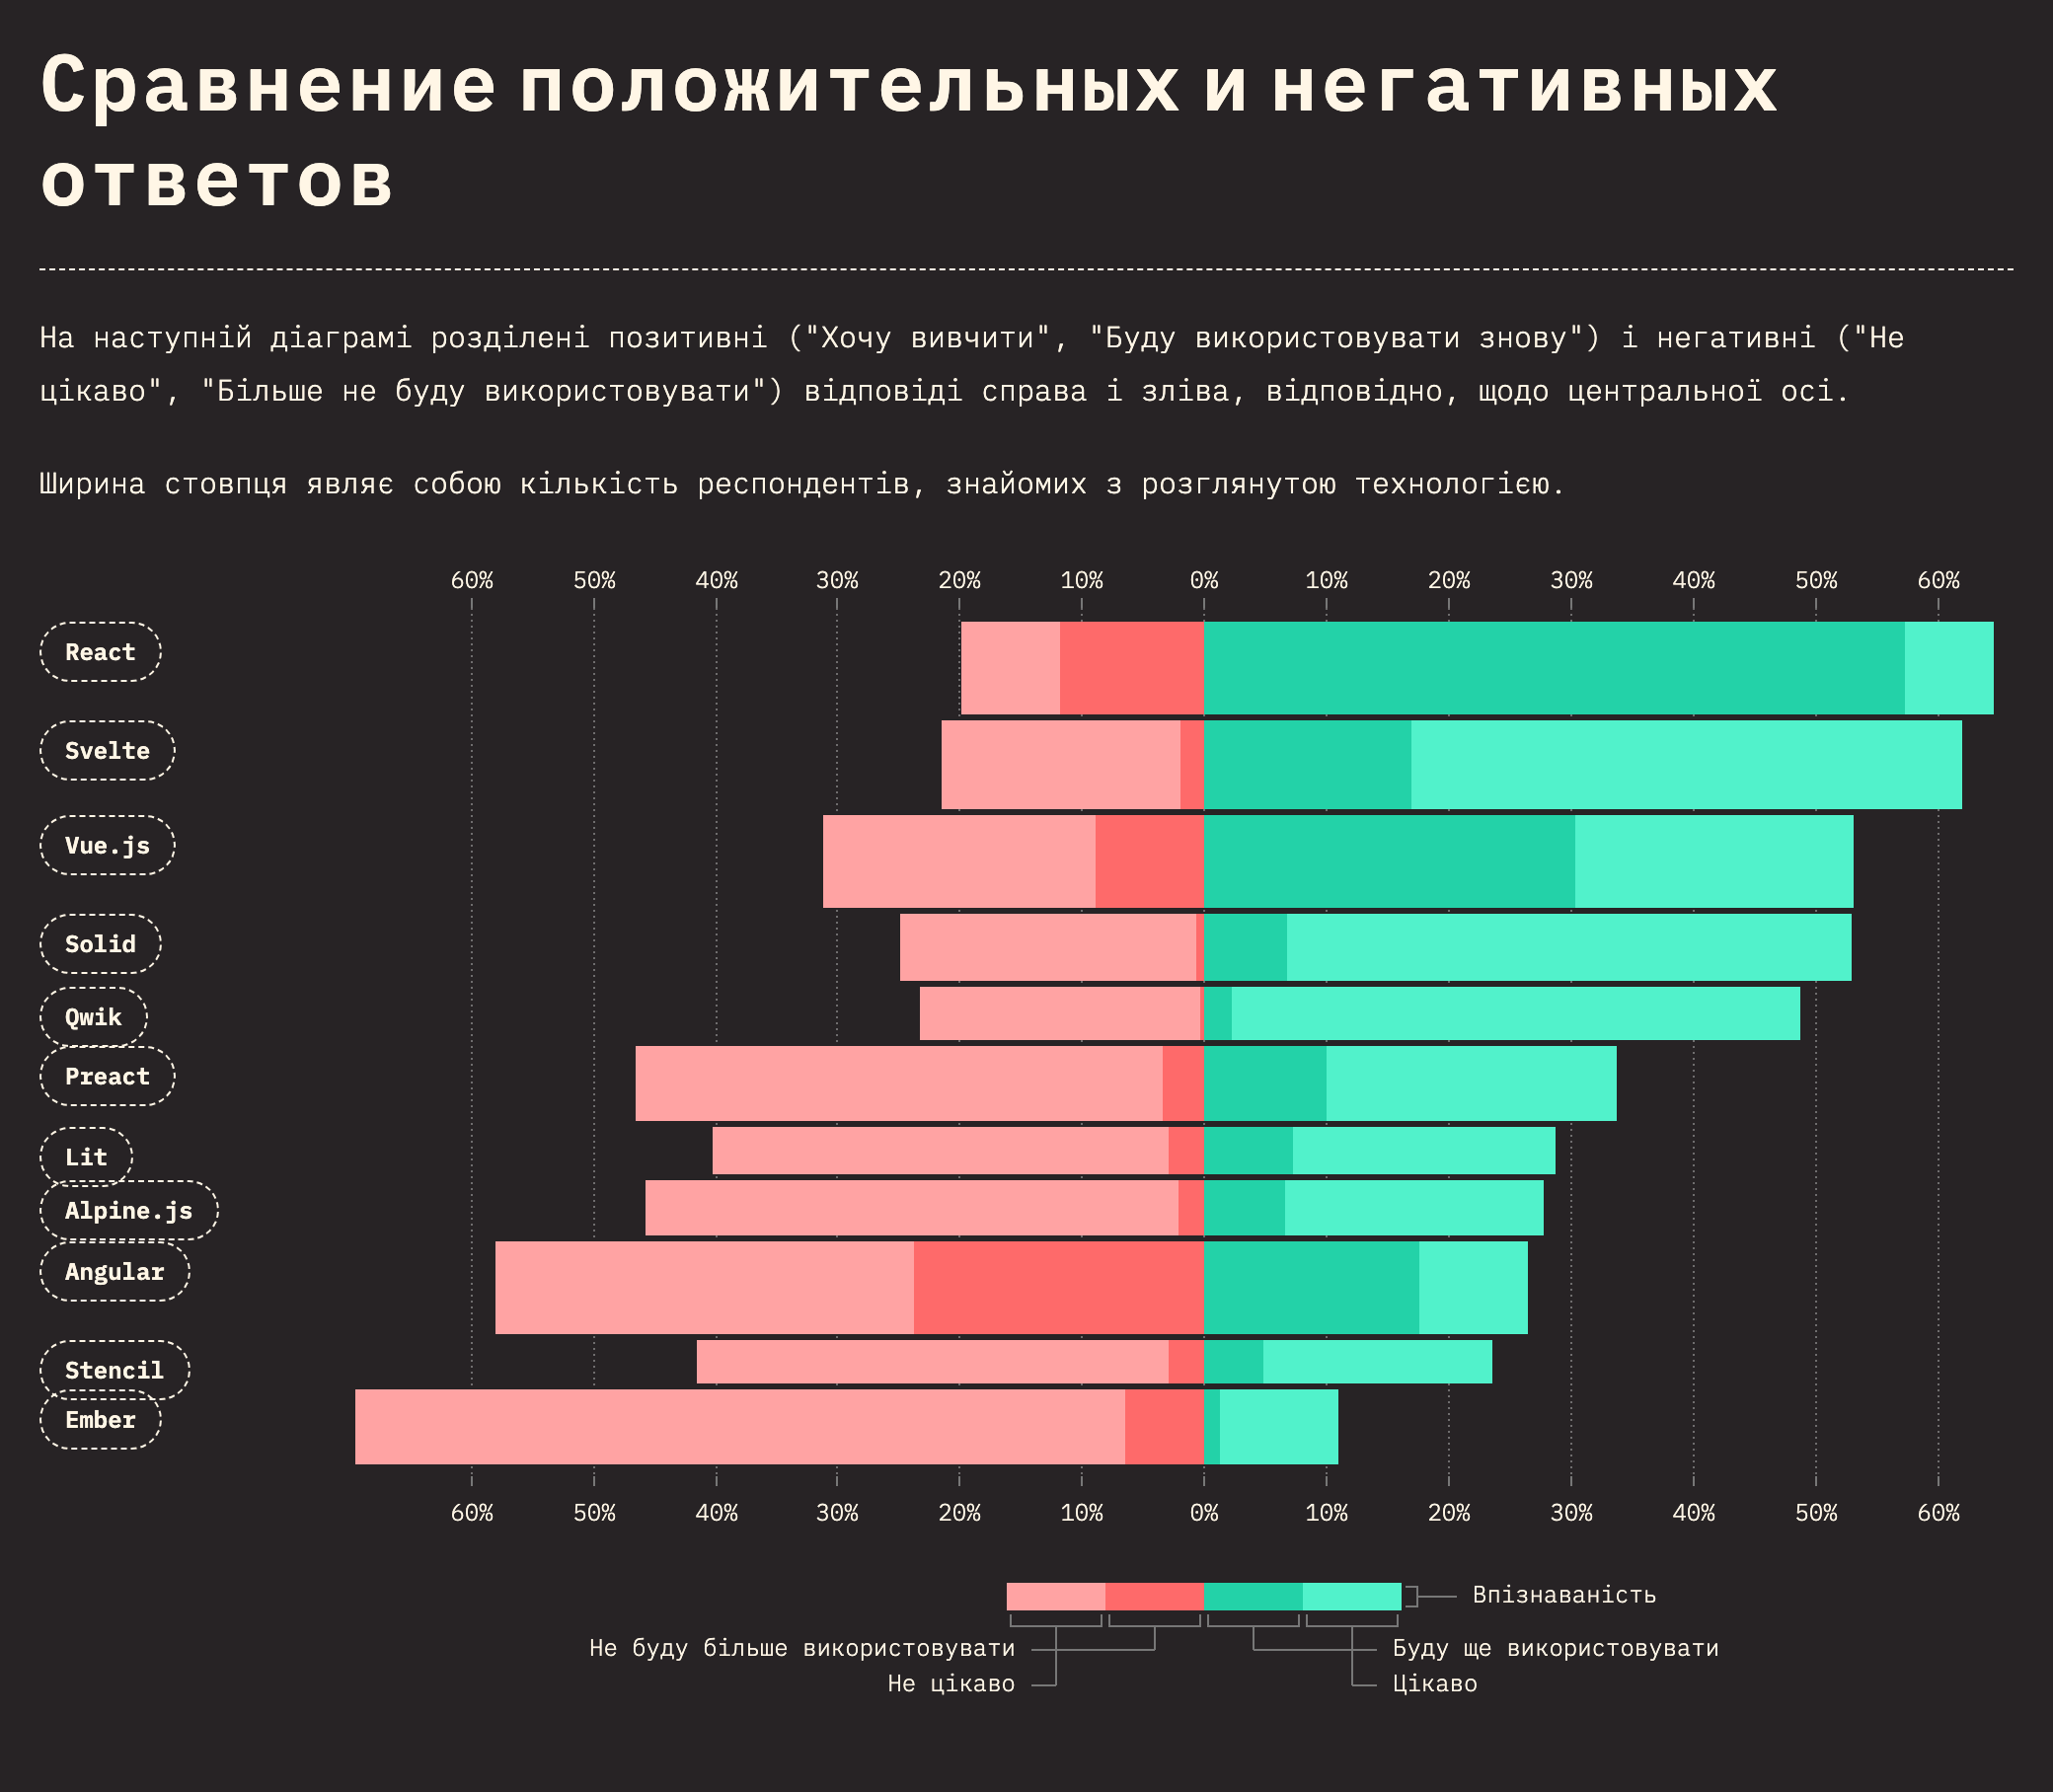 Сравнение положительных и негативных
ответов
На наступній діаграмі розділені позитивні ("Хочу вивчити", "Буду використовувати знову") і негативні ("Не
цікаво", "Більше не буду використовувати") відповіді справа і зліва, відповідно, щодо центральної осі.
Ширина стовпця являє собою кількість респондентів, знайомих з розглянутою технологією.
60% 50% 40% 30% 20% 10% 0% 10% 20% 30% 40% 50% 60%
React
Svelte
Vue.js
Solid
Qwik
Preact
Lit
Alpine.js
Angular
Stencil
Ember
60% 50% 40% 30% 20% 10% 0% 10% 20% 30% 40% 50% 60%
Впізнаваність
Не буду більше використовувати Буду ще використовувати
Не цікаво Цікаво